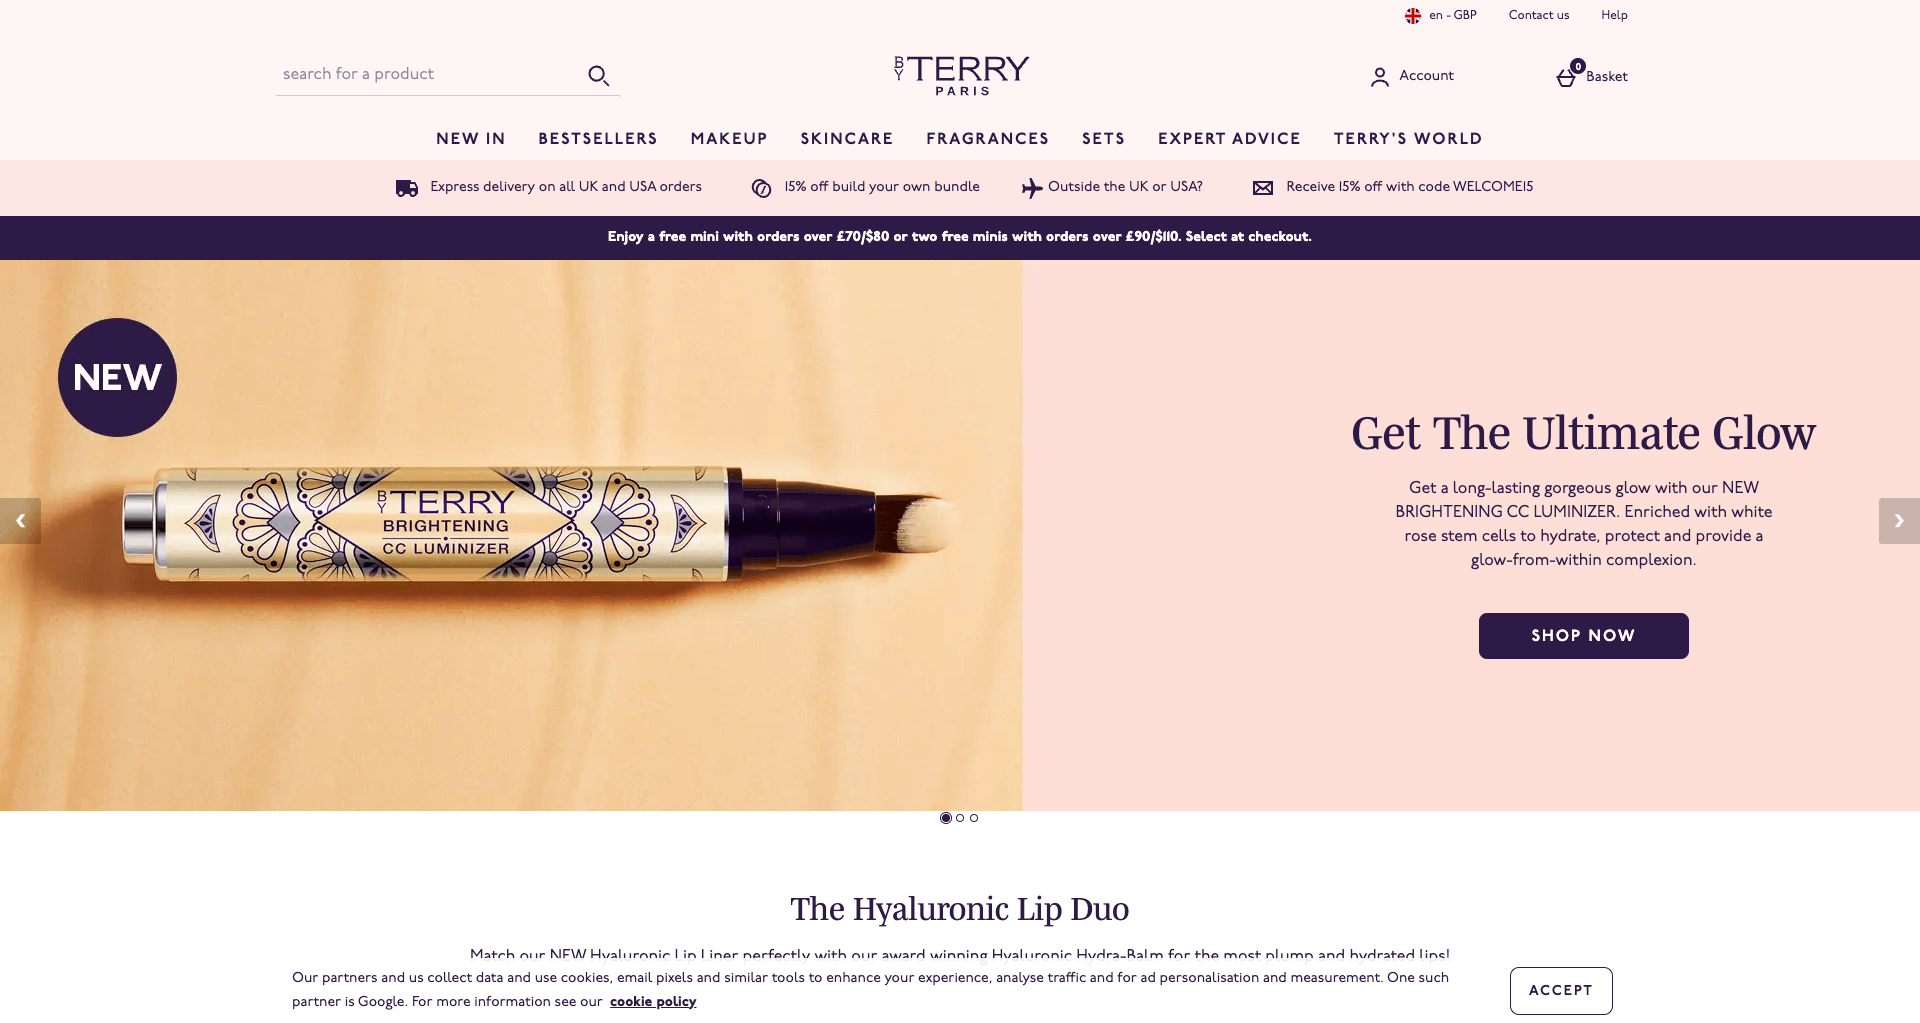 en - GBP
Contact us
Help
search for a product
BY TERRY
PARIS
Account
0
Basket
NEW IN
BESTSELLERS
MAKEUP
SKINCARE
FRAGRANCES
SETS
EXPERT ADVICE
TERRY'S WORLD
Express delivery on all UK and USA orders
15% off build your own bundle
Outside the UK or USA?
Receive 15% off with code WELCOME15
Enjoy a free mini with orders over £70/$80 or two free minis with orders over £90/$110. Select at checkout.
NEW
BY TERRY
BRIGHTENING
CC LUMINIZER
Get The Ultimate Glow
Get a long-lasting gorgeous glow with our NEW
BRIGHTENING CC LUMINIZER. Enriched with white
rose stem cells to hydrate, protect and provide a
glow-from-within complexion.
SHOP NOW
The Hyaluronic Lip Duo
Match our NEW Hyaluronic Lip Liner perfectly with our award winning Hyaluronic Hydra-Balm for the most plump and hydrated lips!
Our partners and us collect data and use cookies, email pixels and similar tools to enhance your experience, analyse traffic and for ad personalisation and measurement. One such
partner is Google. For more information see our cookie policy
ACCEPT